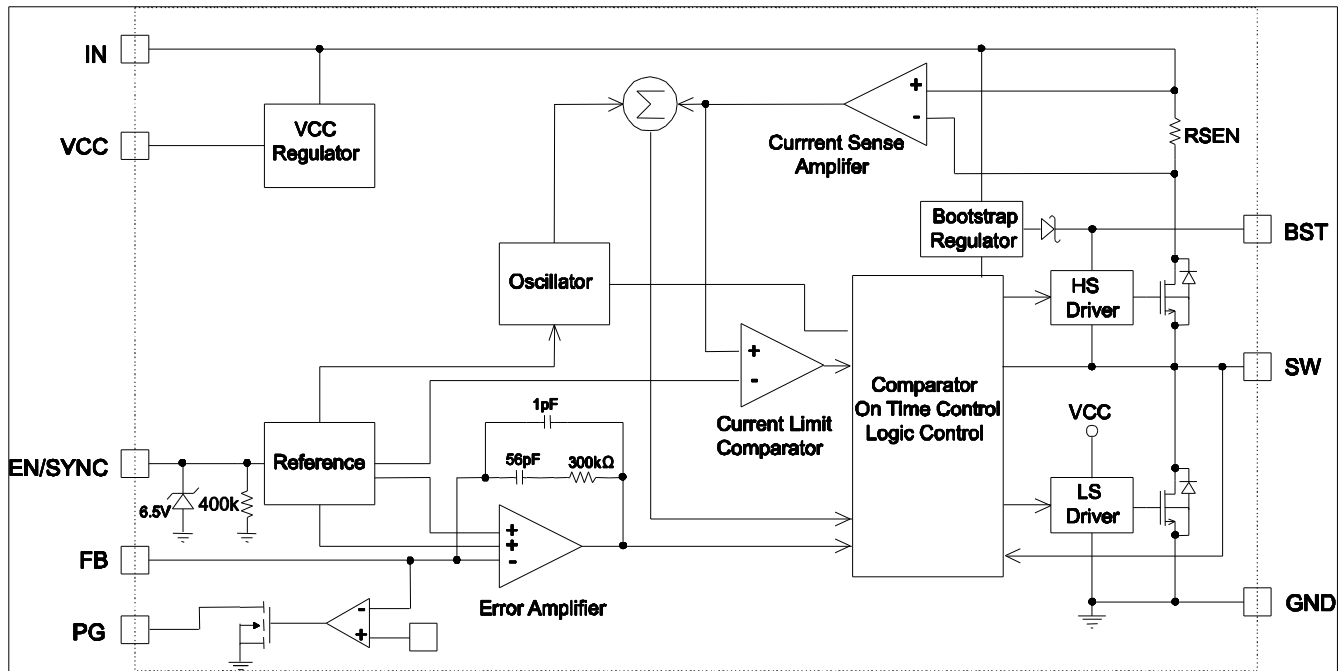 IN
VCC
VCC
Regulator
Σ
+
-
Currrent Sense
Amplifer
RSEN
Bootstrap
Regulator
BST
Oscillator
HS
Driver
+
-
Current Limit
Comparator
Comparator
On Time Control
Logic Control
SW
VCC
1pF
56pF
300kΩ
EN/SYNC
Reference
6.5V
400k
LS
Driver
+
+
-
FB
Error Amplifier
GND
PG
-
+